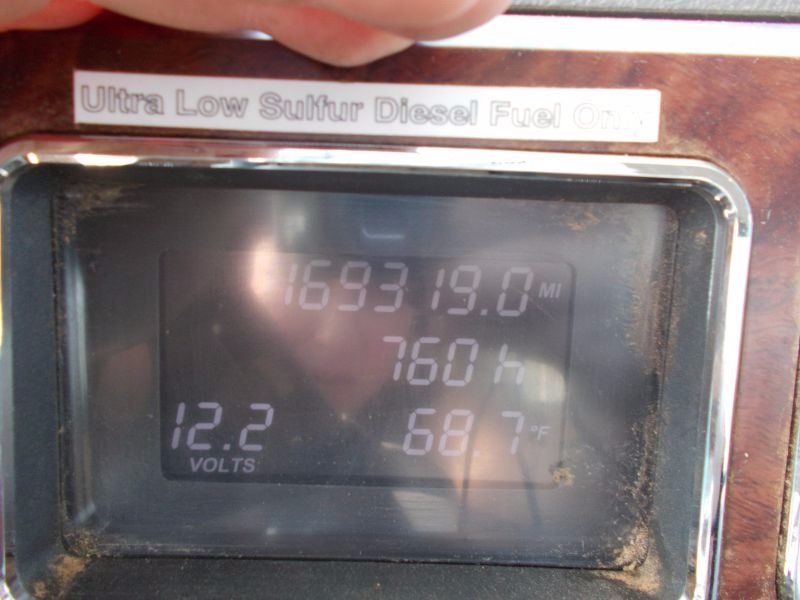 Ultra Low Sulfur Diesel Fuel Only
169319.0 MI
760 h
12.2 68.7 °F
VOLTS